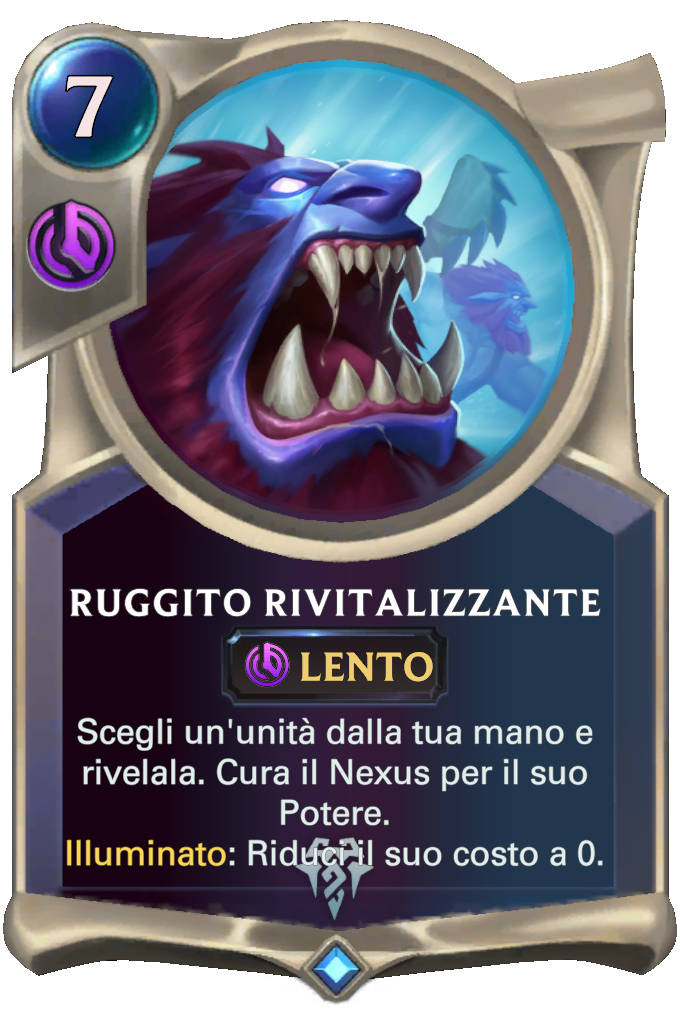 7
RUGGITO RIVITALIZZANTE
LENTO
Scegli un'unità dalla tua mano e
rivelala. Cura il Nexus per il suo
Potere.
Illuminato: Riduci il suo costo a 0.